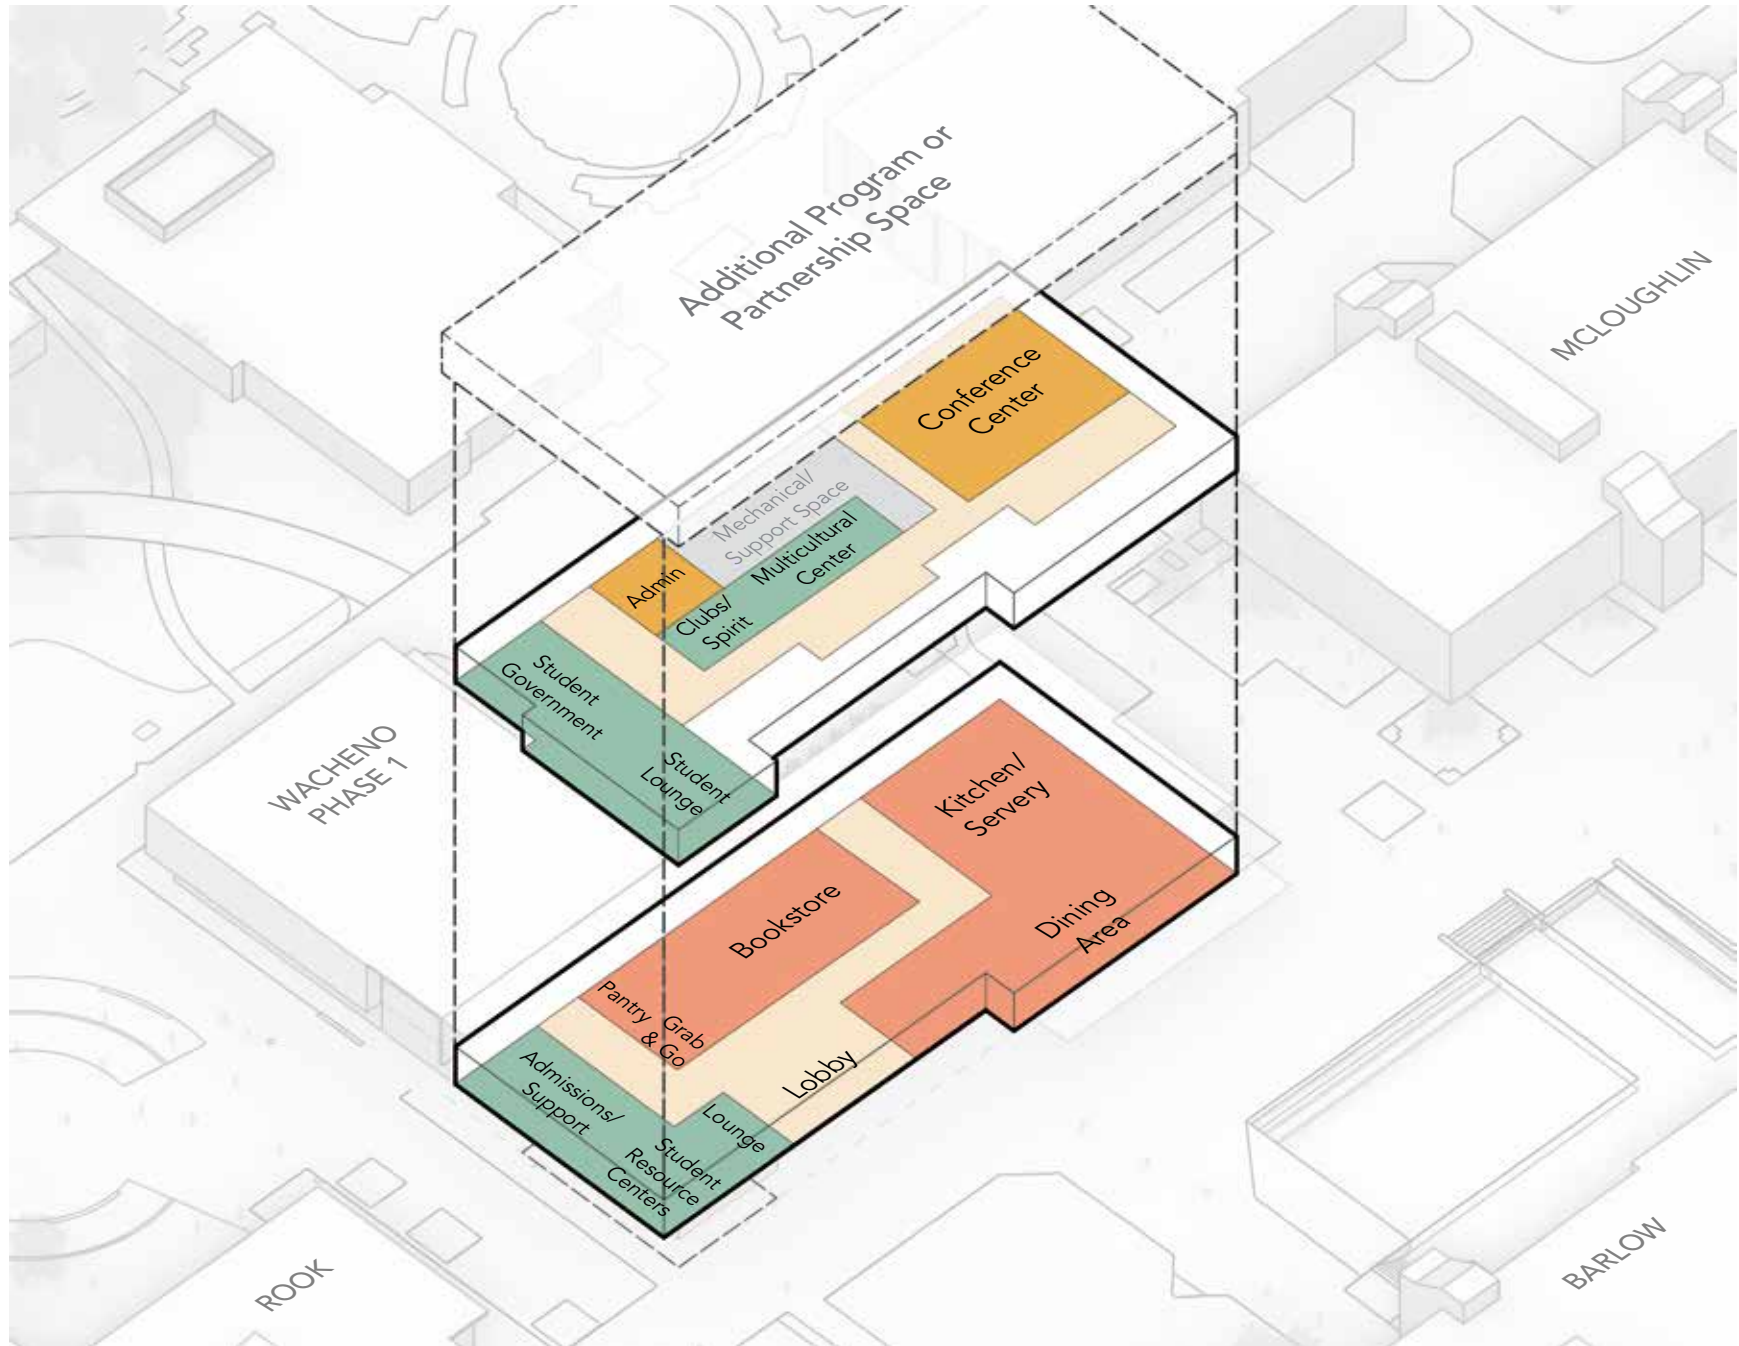 Additional Program or
Partnership Space
MCLOUGHLIN
Conference
Center
Mechanical/
Support Space
Multicultural
Center
Admin
Clubs/
Spirit
Student
Government
Student
Lounge
WACHENO
PHASE 1
Kitchen/
Servery
Dining
Area
Bookstore
Pantry
Grab
& Go
Lobby
Admissions/
Support
Lounge
Student
Resource
Centers
ROOK
BARLOW